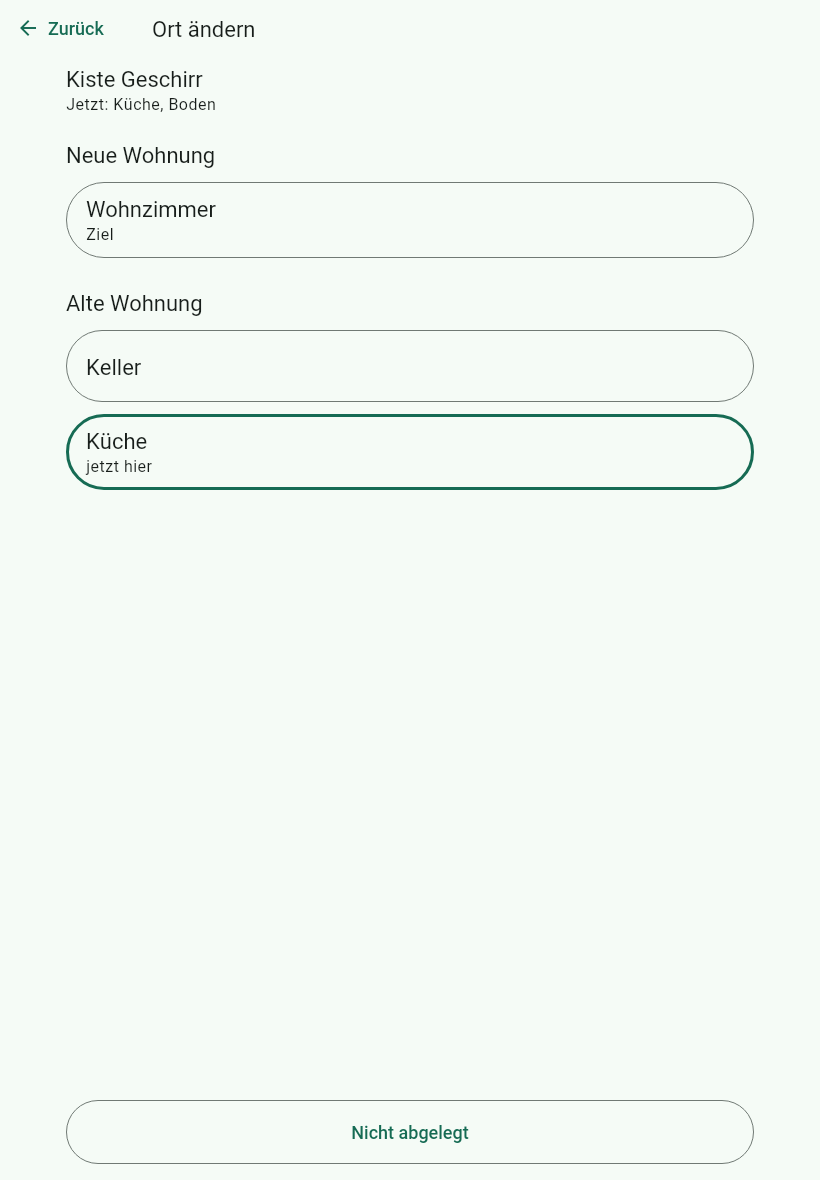 Zurück
Ort ändern
Kiste Geschirr
Jetzt: Küche, Boden
Neue Wohnung
Wohnzimmer
Ziel
Alte Wohnung
Keller
Küche
jetzt hier
Nicht abgelegt